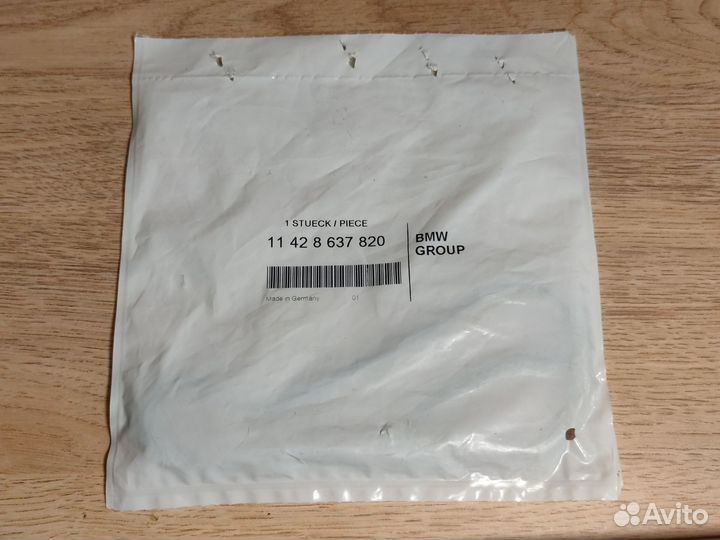 1 STUECK / PIECE
11 42 8 637 820
BMW
GROUP
Made in Germany 01
Avito